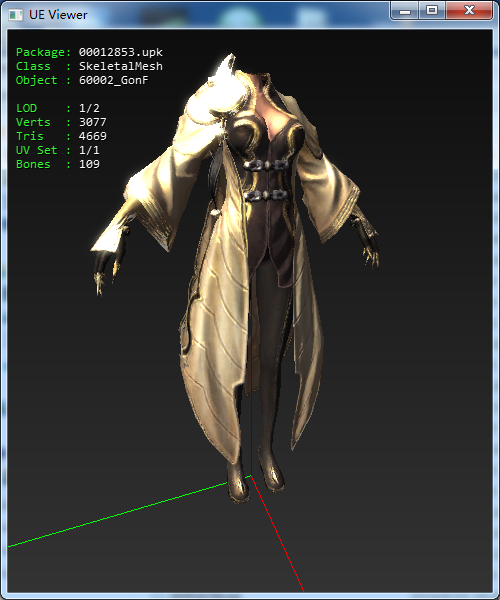 UE Viewer
Package: 00012853.upk
Class : SkeletalMesh
Object : 60002_GonF
LOD : 1/2
Verts : 3077
Tris : 4669
UV Set : 1/1
Bones : 109